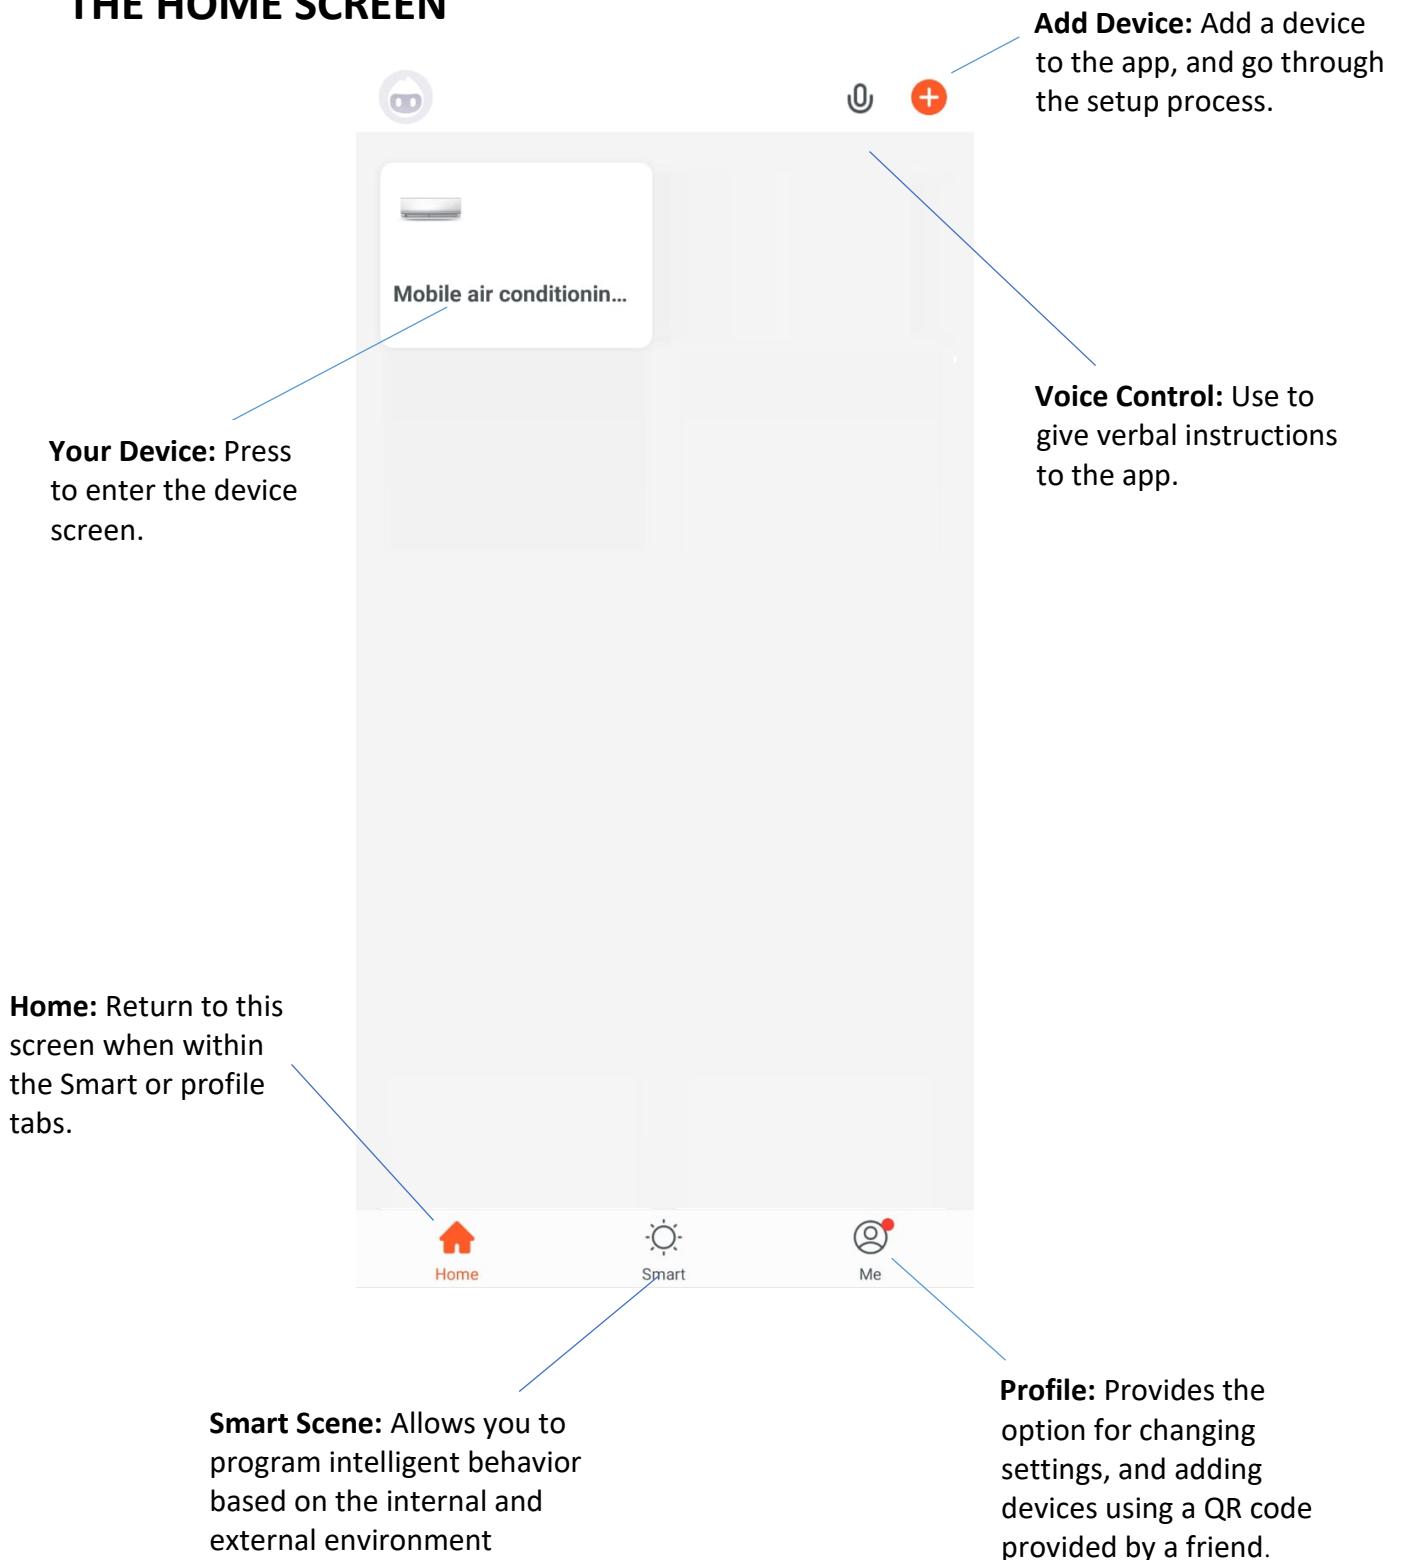 THE HOME SCREEN
Add Device: Add a device
to the app, and go through
the setup process.
Mobile air conditionin...
Voice Control: Use to
give verbal instructions
to the app.
Your Device: Press
to enter the device
screen.
Home: Return to this
screen when within
the Smart or profile
tabs.
Home
Smart
Me
Smart Scene: Allows you to
program intelligent behavior
based on the internal and
external environment
Profile: Provides the
option for changing
settings, and adding
devices using a QR code
provided by a friend.